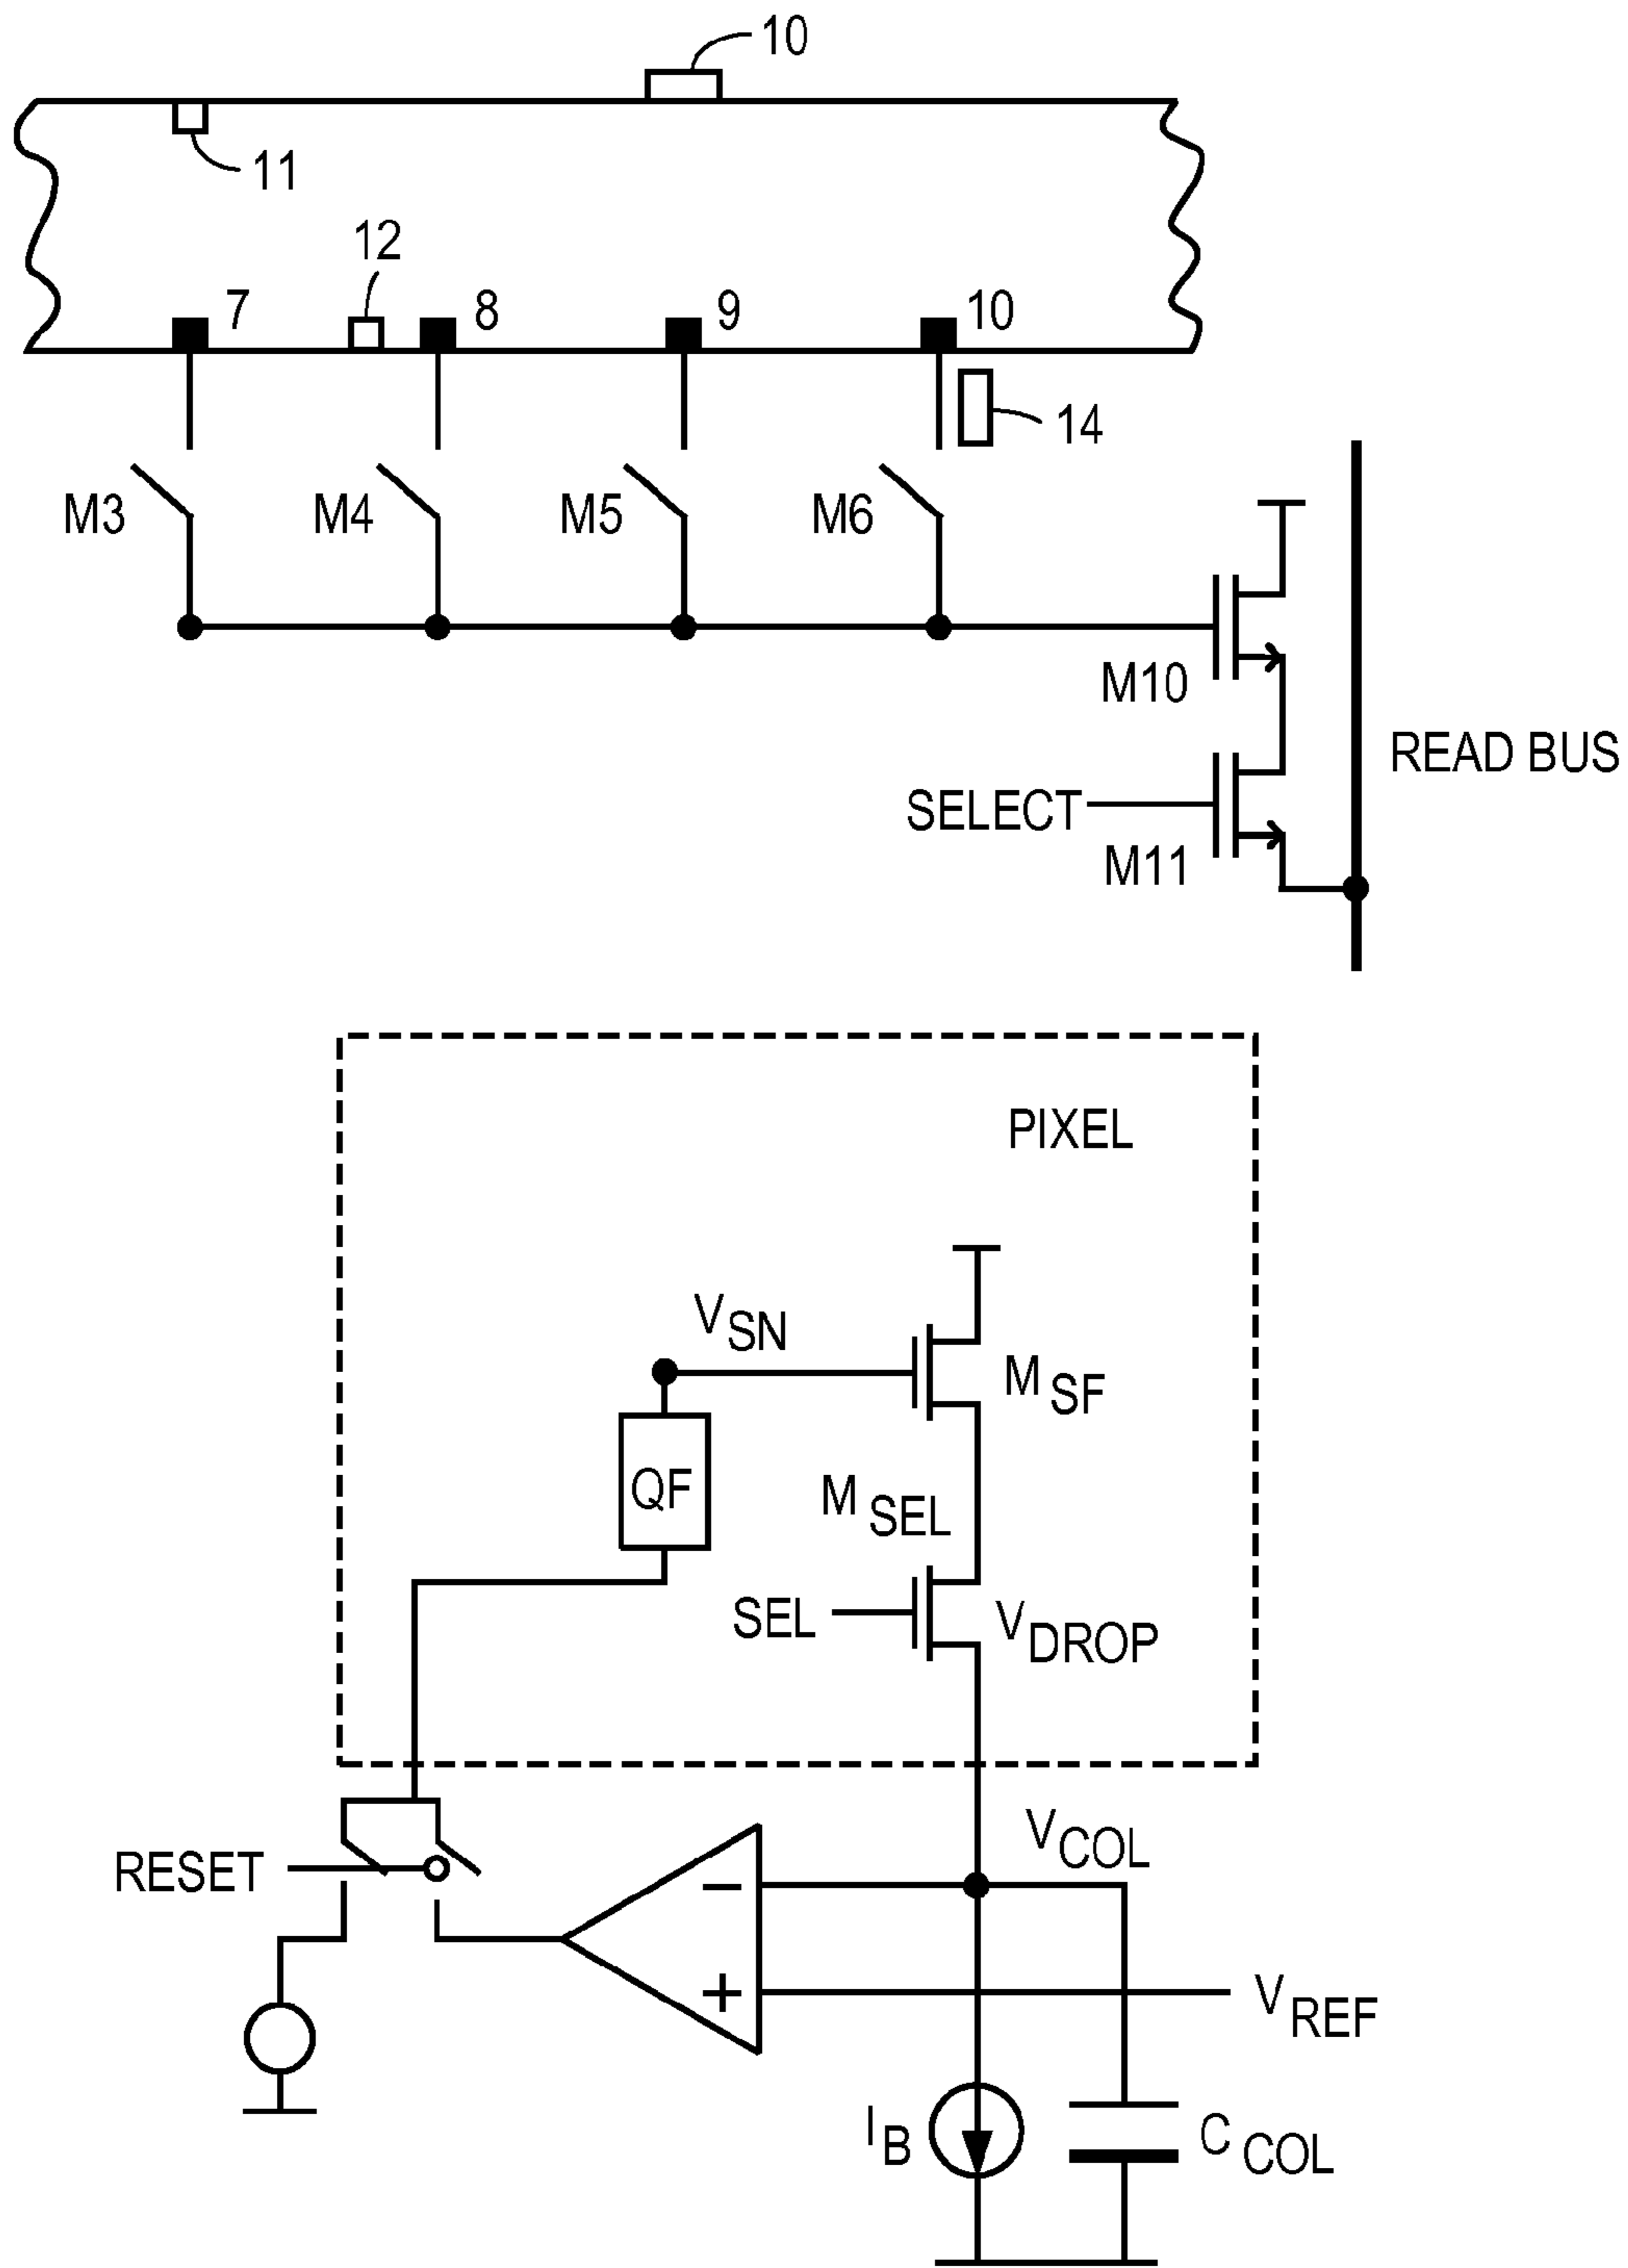 10
11
12
7
8
9
10
14
M3
M4
M5
M6
M10
READ BUS
SELECT
M11
PIXEL
VSN
MSF
QF
MSEL
SEL
VDROP
VCOL
RESET
−
+
VREF
IB
CCOL